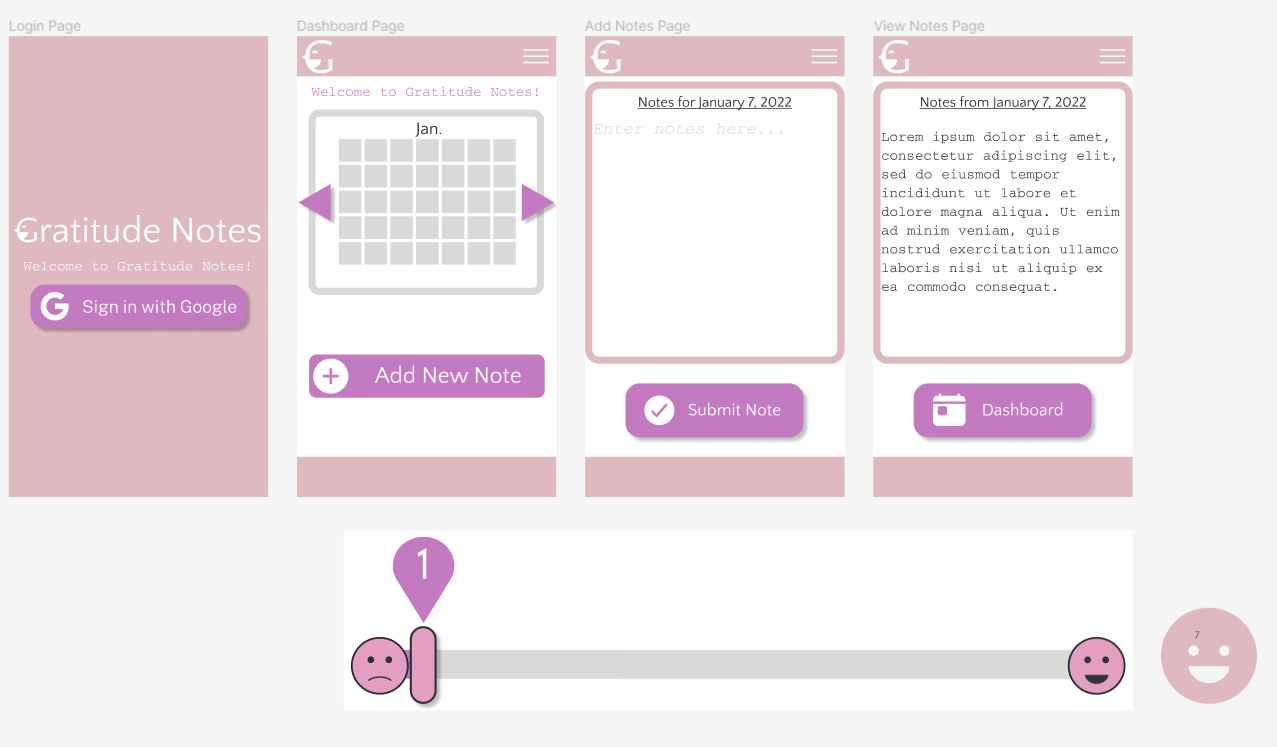 Login Page
Gratitude Notes
Welcome to Gratitude Notes!
Sign in with Google
Dashboard Page
G
Welcome to Gratitude Notes!
Jan.
Add New Note
Add Notes Page
G
Notes for January 7, 2022
Enter notes here...
Submit Note
View Notes Page
G
Notes from January 7, 2022
Lorem ipsum dolor sit amet,
consectetur adipiscing elit,
sed do eiusmod tempor
incididunt ut labore et
dolore magna aliqua. Ut enim
ad minim veniam, quis
nostrud exercitation ullamco
laboris nisi ut aliquip ex
ea commodo consequat.
Dashboard
1
7